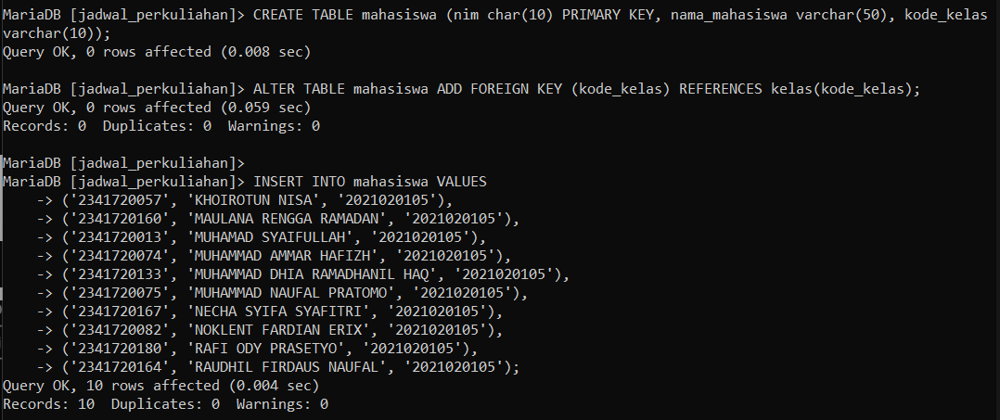 MariaDB [jadwal_perkuliahan]> CREATE TABLE mahasiswa (nim char(10) PRIMARY KEY, nama_mahasiswa varchar(50), kode_kelas
varchar(10));
Query OK, 0 rows affected (0.008 sec)
MariaDB [jadwal_perkuliahan]> ALTER TABLE mahasiswa ADD FOREIGN KEY (kode_kelas) REFERENCES kelas(kode_kelas);
Query OK, 0 rows affected (0.059 sec)
Records: 0  Duplicates: 0  Warnings: 0
MariaDB [jadwal_perkuliahan]>
MariaDB [jadwal_perkuliahan]> INSERT INTO mahasiswa VALUES
    -> ('2341720057', 'KHOIROTUN NISA', '2021020105'),
    -> ('2341720160', 'MAULANA RENGGA RAMADAN', '2021020105'),
    -> ('2341720013', 'MUHAMAD SYAIFULLAH', '2021020105'),
    -> ('2341720074', 'MUHAMMAD AMMAR HAFIZH', '2021020105'),
    -> ('2341720133', 'MUHAMMAD DHIA RAMADHANIL HAQ', '2021020105'),
    -> ('2341720075', 'MUHAMMAD NAUFAL PRATOMO', '2021020105'),
    -> ('2341720167', 'NECHA SYIFA SYAFITRI', '2021020105'),
    -> ('2341720082', 'NOKLENT FARDIAN ERIX', '2021020105'),
    -> ('2341720180', 'RAFI ODY PRASETYO', '2021020105'),
    -> ('2341720164', 'RAUDHIL FIRDAUS NAUFAL', '2021020105');
Query OK, 10 rows affected (0.004 sec)
Records: 10  Duplicates: 0  Warnings: 0